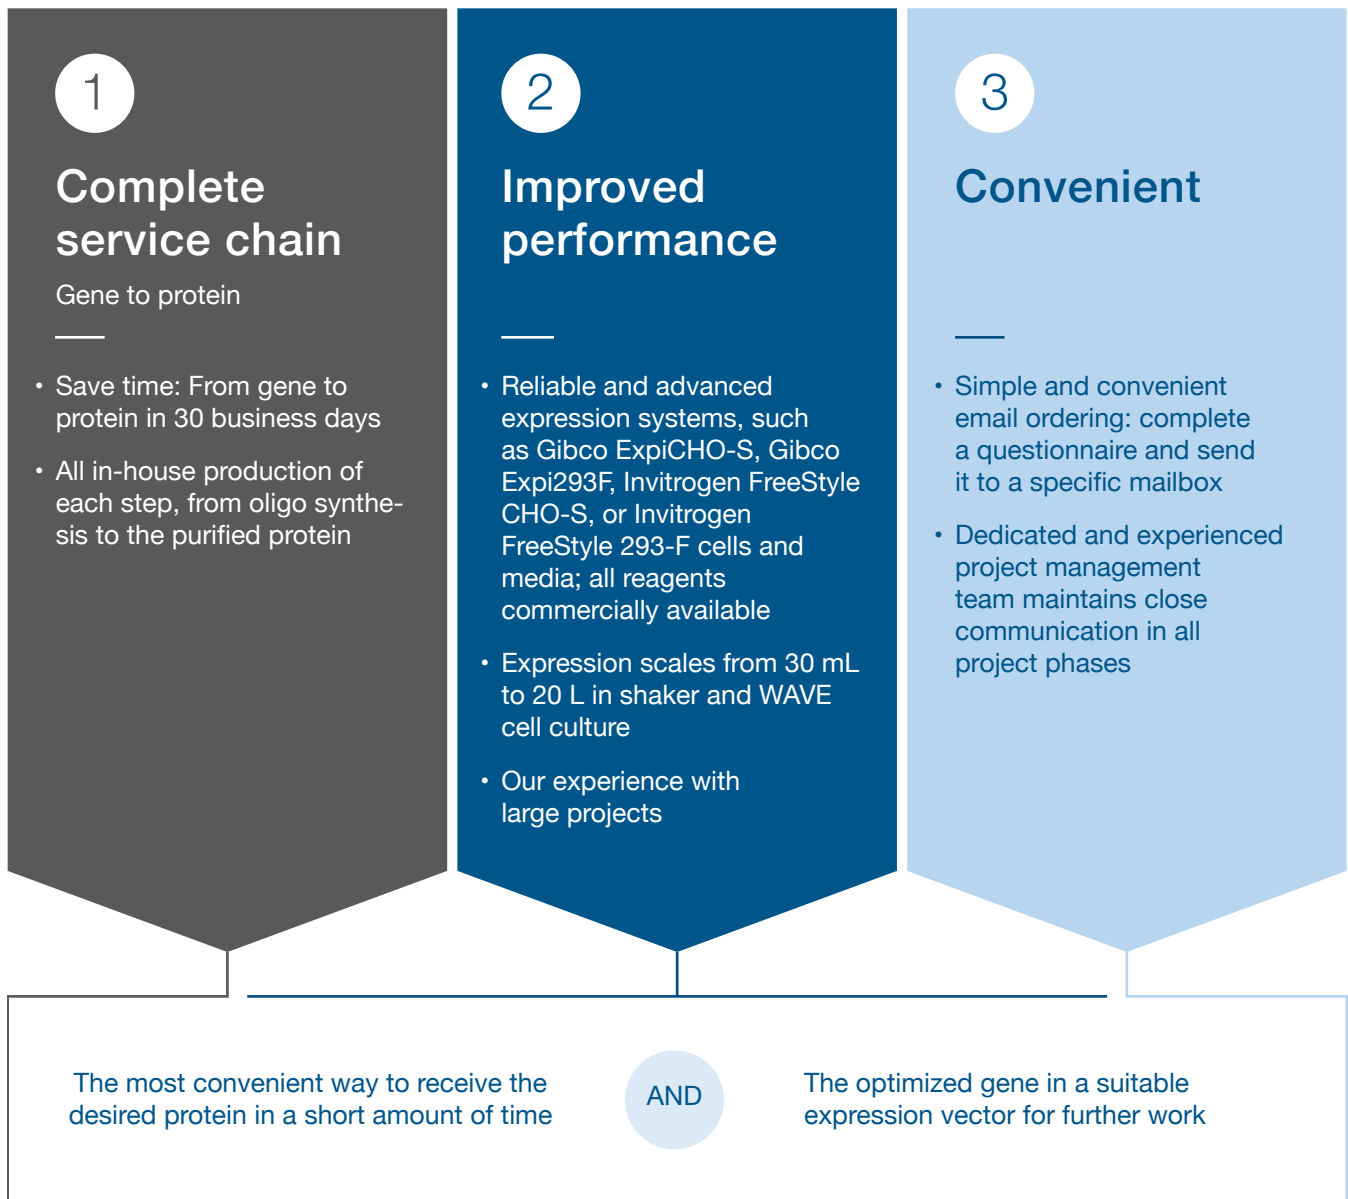 1
Complete
service chain
Gene to protein
• Save time: From gene to
protein in 30 business days
• All in-house production of
each step, from oligo synthe-
sis to the purified protein
2
Improved
performance
• Reliable and advanced
expression systems, such
as Gibco ExpiCHO-S, Gibco
Expi293F, Invitrogen FreeStyle
CHO-S, or Invitrogen
FreeStyle 293-F cells and
media; all reagents
commercially available
• Expression scales from 30 mL
to 20 L in shaker and WAVE
cell culture
• Our experience with
large projects
3
Convenient
• Simple and convenient
email ordering: complete
a questionnaire and send
it to a specific mailbox
• Dedicated and experienced
project management
team maintains close
communication in all
project phases
The most convenient way to receive the
desired protein in a short amount of time
AND
The optimized gene in a suitable
expression vector for further work